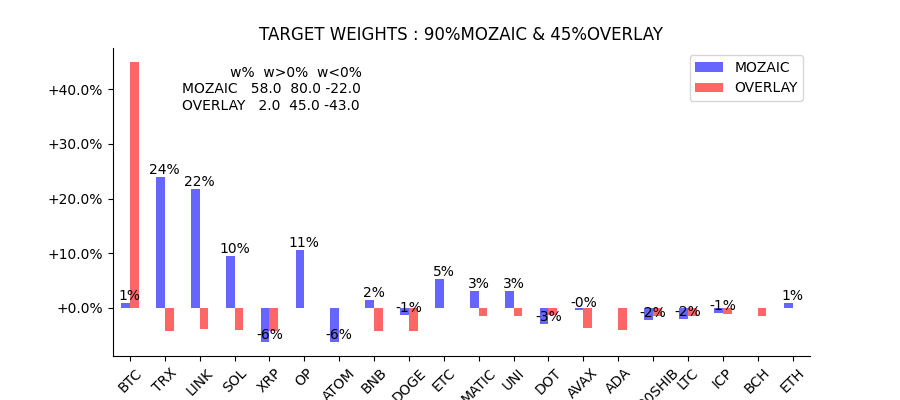 TARGET WEIGHTS : 90%MOZAIC & 45%OVERLAY
w% w>0% w<0%
MOZAIC 58.0 80.0 -22.0
OVERLAY 2.0 45.0 -43.0
MOZAIC
OVERLAY
+40.0%
+30.0%
+20.0%
+10.0%
+0.0%
1%
24%
22%
10%
-6%
11%
-6%
2%
-1%
5%
3%
3%
-3%
-0%
-2%
-2%
-1%
1%
BTC
TRX
LINK
SOL
XRP
OP
ATOM
BNB
DOGE
ETC
MATIC
UNI
DOT
AVAX
ADA
0SHIB
LTC
ICP
BCH
ETH